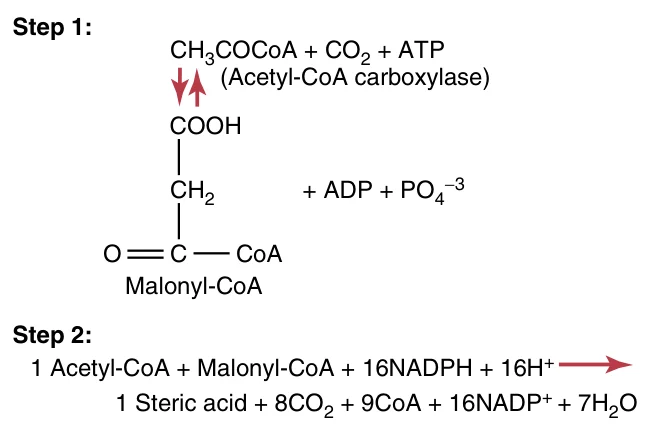 Step 1:
CH₃COCoA + CO₂ + ATP
(Acetyl-CoA carboxylase)
COOH
CH₂ + ADP + PO₄⁻³
O=C—CoA
Malonyl-CoA
Step 2:
1 Acetyl-CoA + Malonyl-CoA + 16NADPH + 16H⁺ →
1 Steric acid + 8CO₂ + 9CoA + 16NADP⁺ + 7H₂O